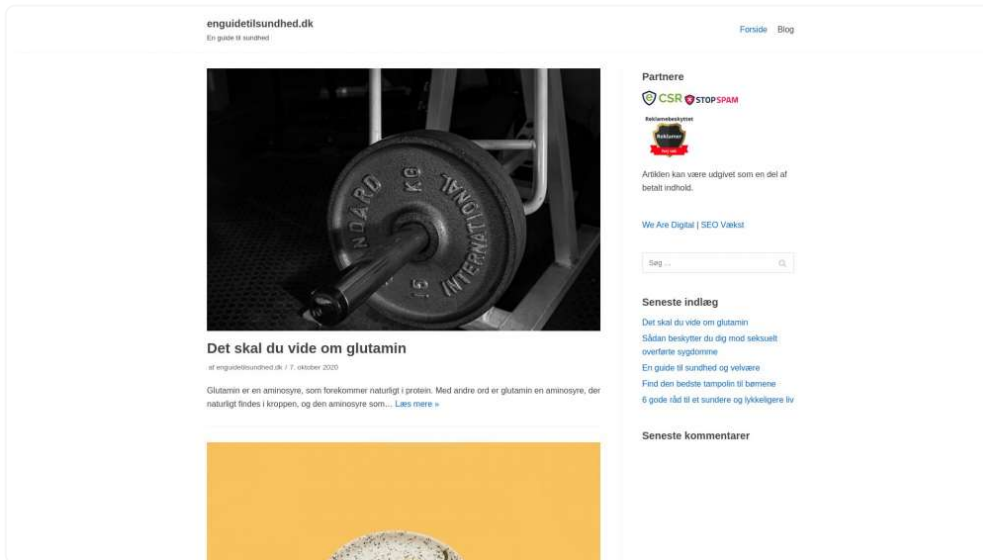 enguidetilsundhed.dk
En guide til sundhed
Forside Blog
NDARD
KG
INTERNATIONAL
Det skal du vide om glutamin
af enguidetilsundhed.dk / 7. oktober 2020
Glutamin er en aminosyre, som forekommer naturligt i protein. Med andre ord er glutamin en aminosyre, der
naturligt findes i kroppen, og den aminosyre som… Læs mere »
Partnere
CSR STOPSPAM
Reklamebeskyttet
Reklamer
Artiklen kan være udgivet som en del af
betalt indhold.
We Are Digital | SEO Vækst
Søg ...
Seneste indlæg
Det skal du vide om glutamin
Sådan beskytter du dig mod seksuelt
overførte sygdomme
En guide til sundhed og velvære
Find den bedste tampolin til børnene
6 gode råd til et sundere og lykkeligere liv
Seneste kommentarer